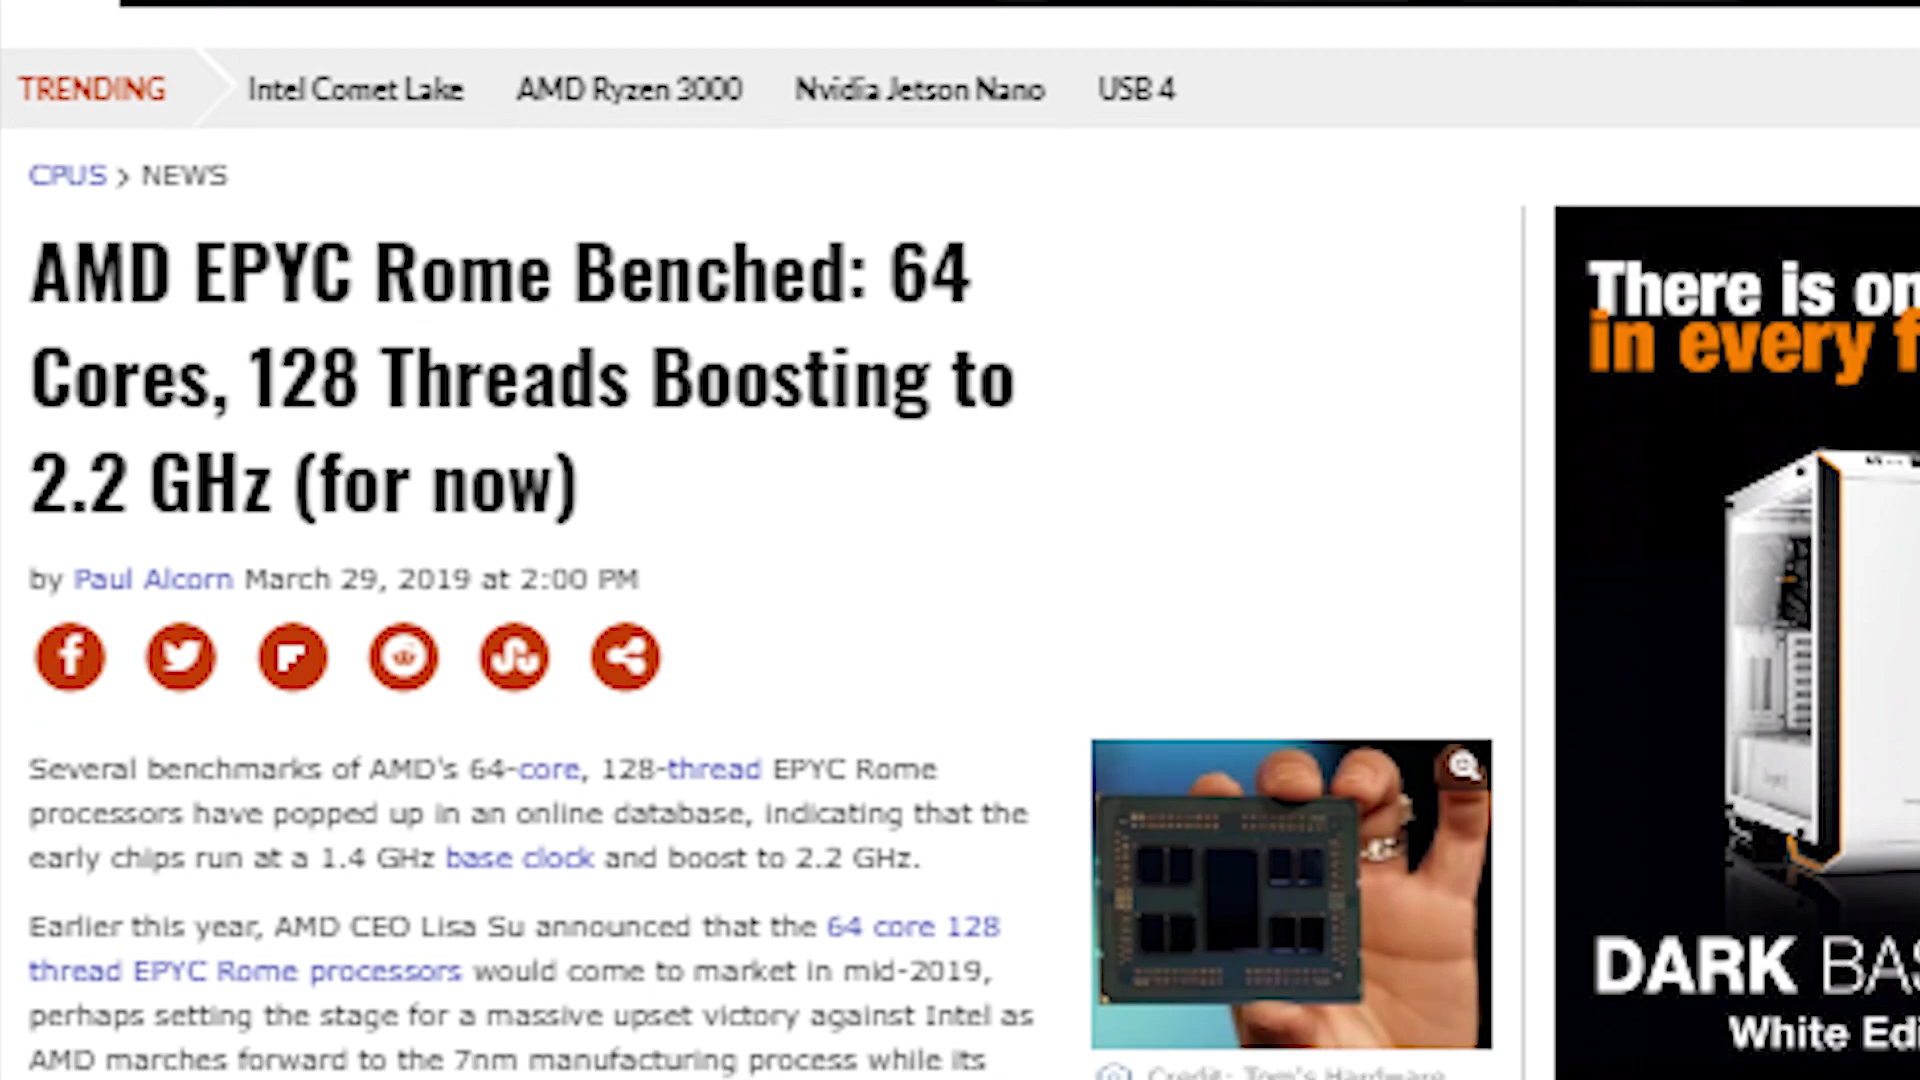 TRENDING
Intel Comet Lake AMD Ryzen 3000 Nvidia Jetson Nano USB 4
CPUS > NEWS
AMD EPYC Rome Benched: 64
Cores, 128 Threads Boosting to
2.2 GHz (for now)
by Paul Alcorn March 29, 2019 at 2:00 PM
Several benchmarks of AMD's 64-core, 128-thread EPYC Rome
processors have popped up in an online database, indicating that the
early chips run at a 1.4 GHz base clock and boost to 2.2 GHz.
Earlier this year, AMD CEO Lisa Su announced that the 64 core 128
thread EPYC Rome processors would come to market in mid-2019,
perhaps setting the stage for a massive upset victory against Intel as
AMD marches forward to the 7nm manufacturing process while its
Credit: Tom's Hardware
There is on
in every f
DARK BAS
White Edi